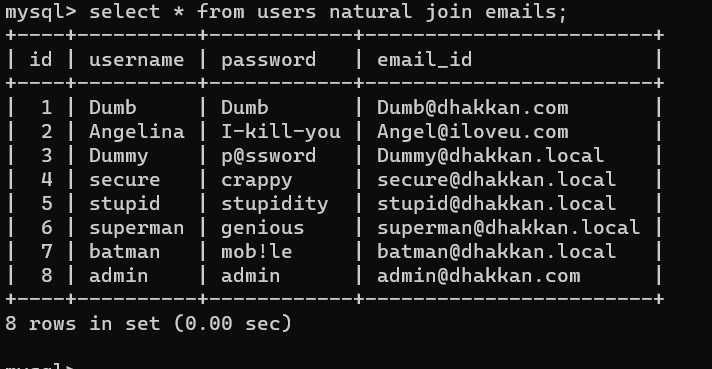 mysql> select * from users natural join emails;
+----+----------+------------+------------------------+
| id | username | password   | email_id               |
+----+----------+------------+------------------------+
|  1 | Dumb     | Dumb       | Dumb@dhakkan.com       |
|  2 | Angelina | I-kill-you | Angel@iloveu.com       |
|  3 | Dummy    | p@ssword   | Dummy@dhakkan.local    |
|  4 | secure   | crappy     | secure@dhakkan.local   |
|  5 | stupid   | stupidity  | stupid@dhakkan.local   |
|  6 | superman | genious    | superman@dhakkan.local |
|  7 | batman   | mob!le     | batman@dhakkan.local   |
|  8 | admin    | admin      | admin@dhakkan.com      |
+----+----------+------------+------------------------+
8 rows in set (0.00 sec)
mysql>